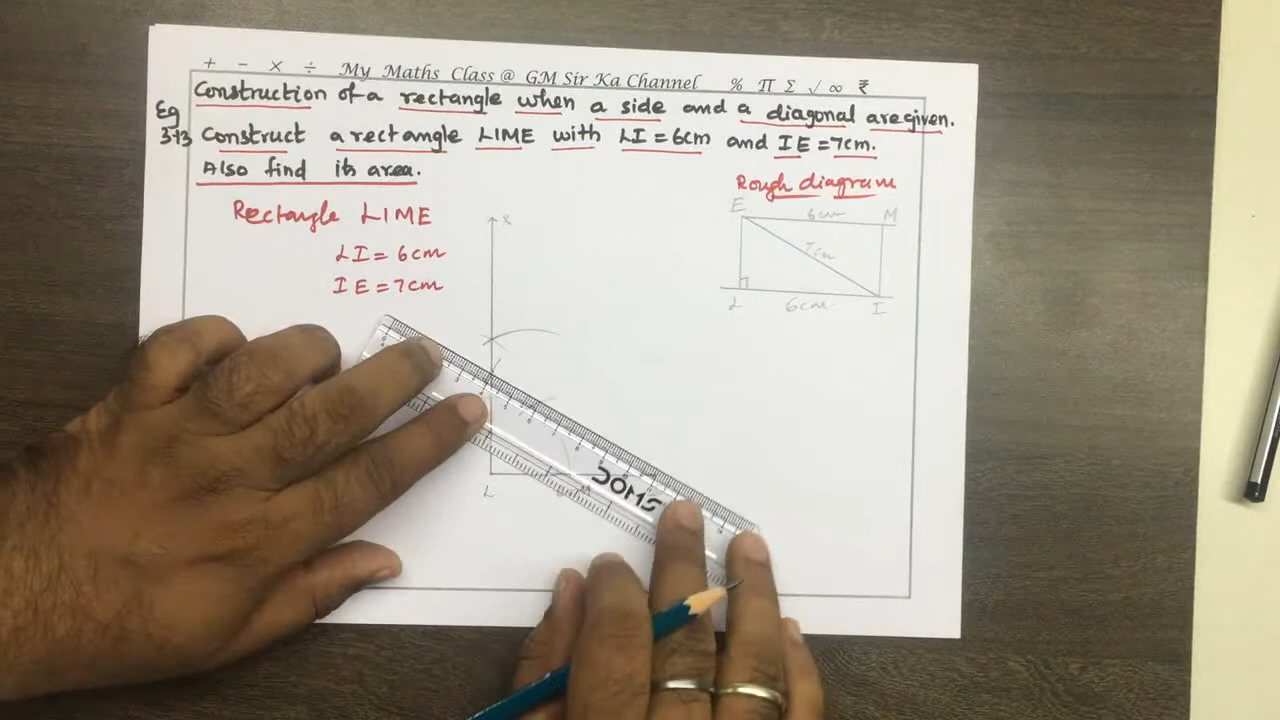 + - × ÷ My Maths Class @ GM Sir Ka Channel % Π Σ √ ∞ ₹
Construction of a rectangle when a side and a diagonal are given.
Eg
3.13 Construct a rectangle LIME with LI = 6cm and IE = 7cm.
Also find its area.
Rough diagram
Rectangle LIME
LI = 6cm
IE = 7cm
E 6cm M
7cm
L 6cm I
X
DOMS
L